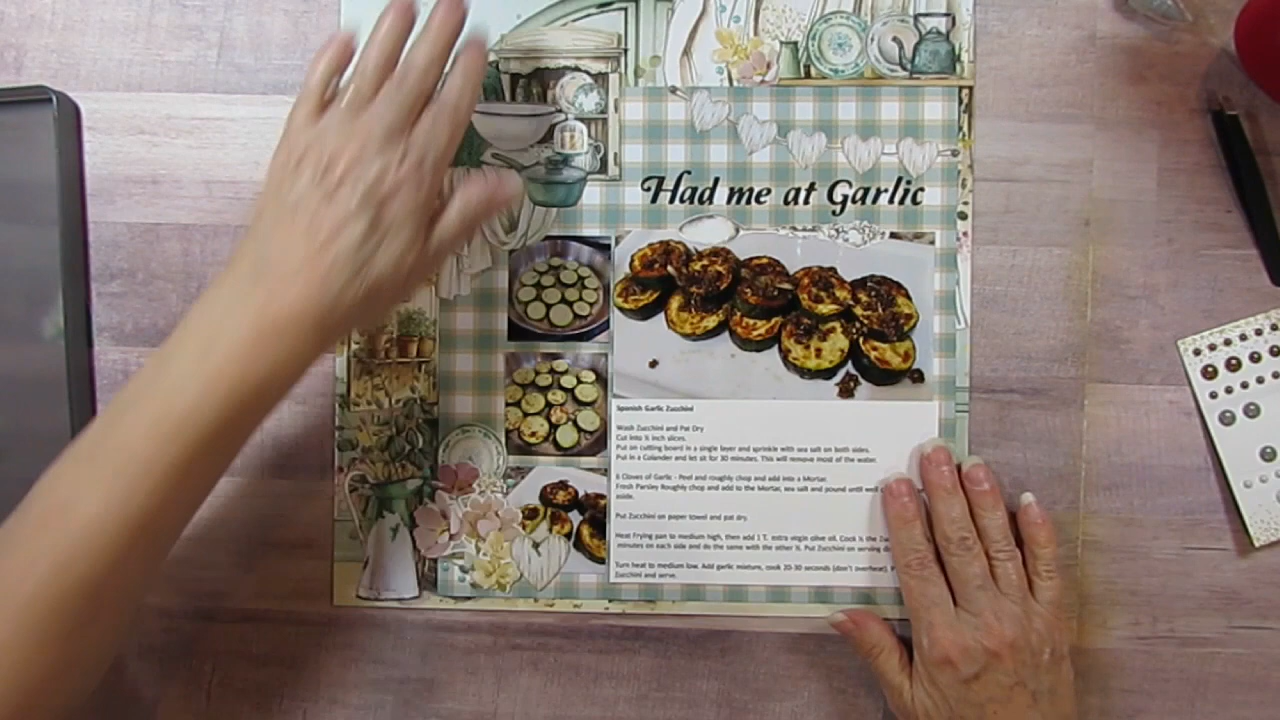 Had me at Garlic
Spanish Garlic Zucchini
Wash Zucchini and Pat Dry
Cut into ½ inch slices.
Put on cutting board in a single layer and sprinkle with sea salt on both sides.
Put in a Colander and let sit for 30 minutes. This will remove most of the water.
6 Cloves of Garlic - Peel and roughly chop and add into a Mortar.
Fresh Parsley Roughly chop and add to the Mortar, sea salt and pound until well
aside.
Put Zucchini on paper towel and pat dry.
Heat Frying pan to medium high, then add 1 T. extra virgin olive oil. Cook ½ the
minutes on each side and do the same with the other ½. Put Zucchini on serving
Turn heat to medium low. Add garlic mixture, cook 20-30 seconds (don't overheat).
Zucchini and serve.